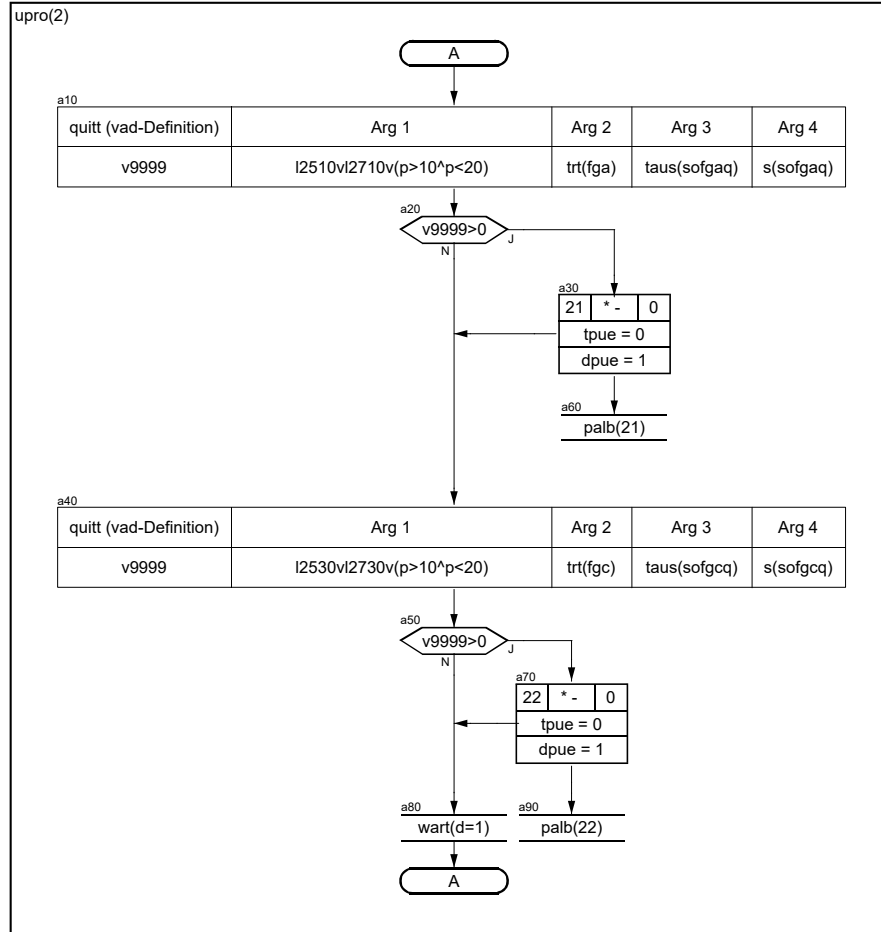 upro(2)
A
a10
quitt (vad-Definition) Arg 1 Arg 2 Arg 3 Arg 4
v9999 l2510vl2710v(p>10^p<20) trt(fga) taus(sofgaq) s(sofgaq)
a20
v9999>0
N J
a30
21 * - 0
tpue = 0
dpue = 1
a60
palb(21)
a40
quitt (vad-Definition) Arg 1 Arg 2 Arg 3 Arg 4
v9999 l2530vl2730v(p>10^p<20) trt(fgc) taus(sofgcq) s(sofgcq)
a50
v9999>0
N J
a70
22 * - 0
tpue = 0
dpue = 1
a80 a90
wart(d=1) palb(22)
A